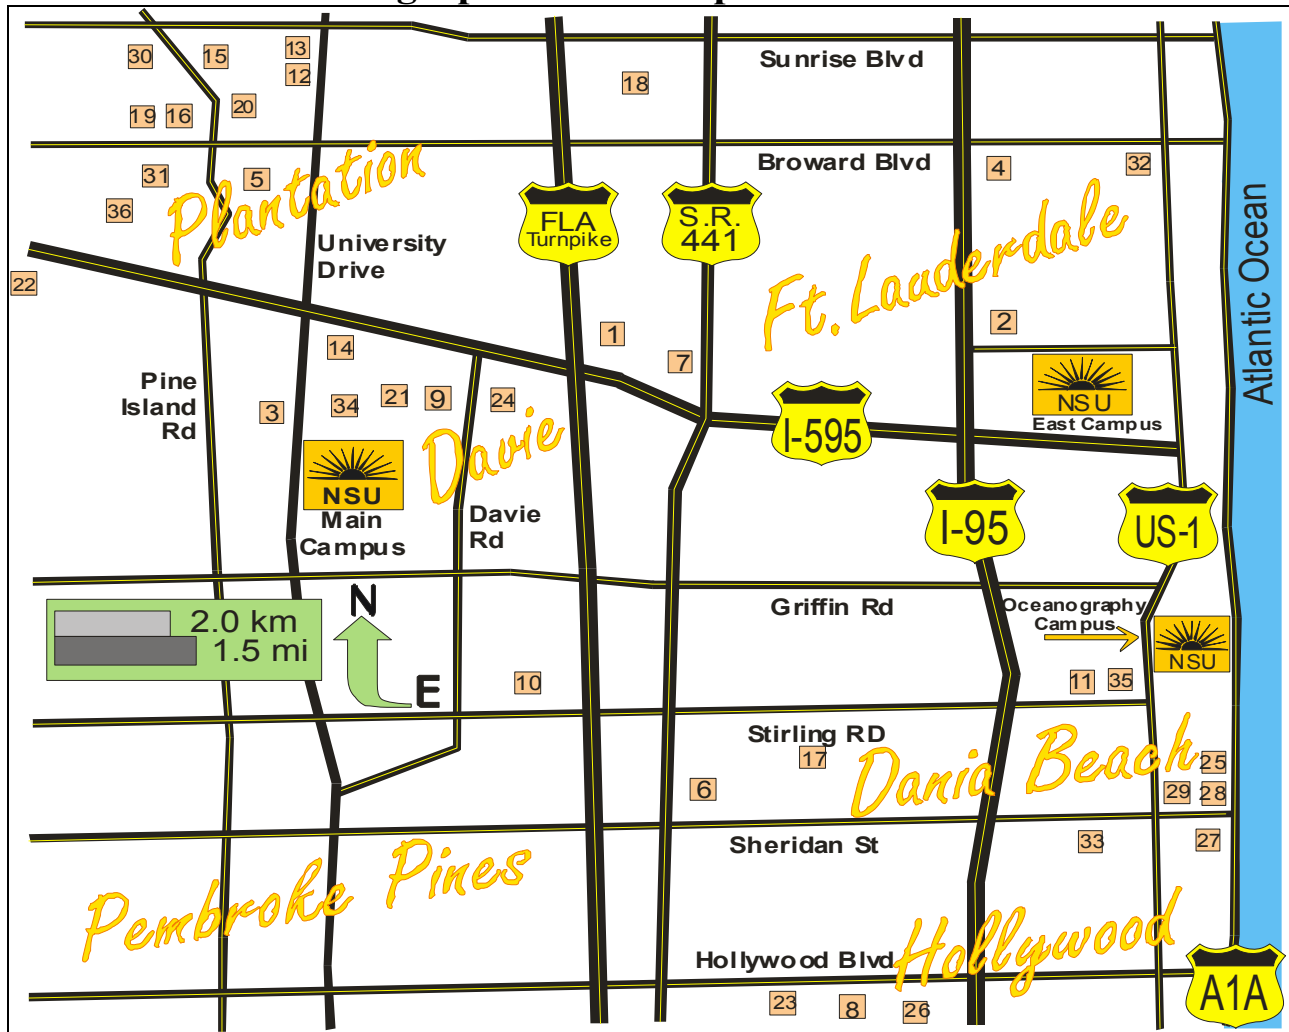 30
15
13
12
18
Sunrise Blvd
19
16
20
Broward Blvd
4
32
31
5
36
Plantation
FLA
Turnpike
S.R.
441
University
Drive
Ft. Lauderdale
Atlantic Ocean
22
1
2
14
7
Pine
Island
Rd
3
34
21
9
24
NSU
East Campus
I-595
Davie
NSU
Main
Campus
Davie
Rd
I-95
US-1
Griffin Rd
Oceanography
Campus
NSU
2.0 km
1.5 mi
N
E
10
11
35
Stirling RD
17
Dania Beach
25
6
29
28
Sheridan St
33
27
Pembroke Pines
Hollywood
Hollywood Blvd
A1A
23
8
26